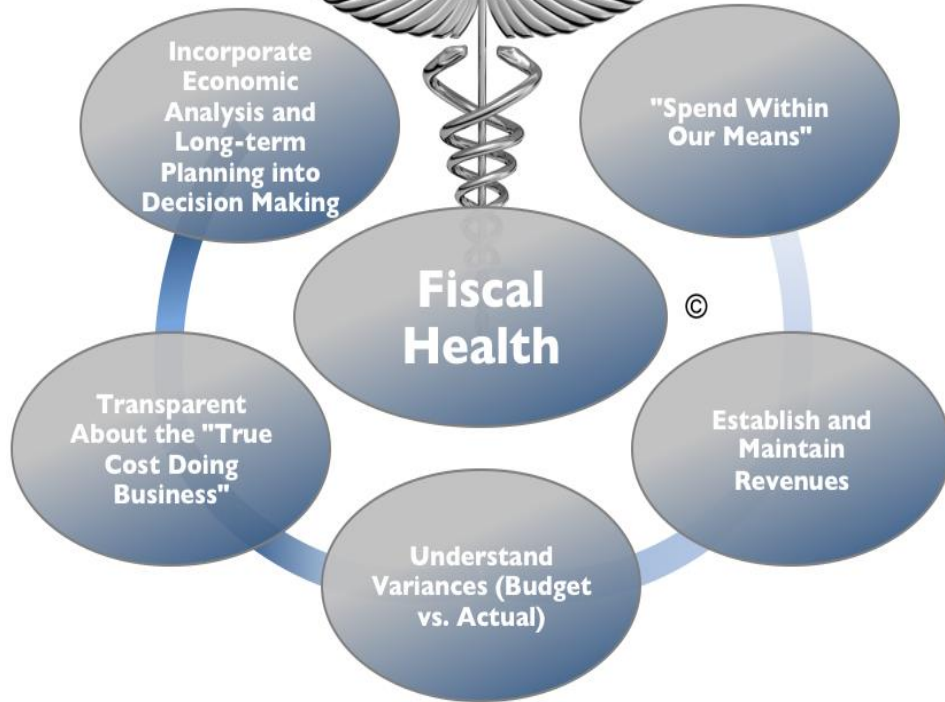 Incorporate
Economic
Analysis and
Long-term
Planning into
Decision Making
"Spend Within
Our Means"
Fiscal
Health
©
Transparent
About the "True
Cost Doing
Business"
Establish and
Maintain
Revenues
Understand
Variances (Budget
vs. Actual)